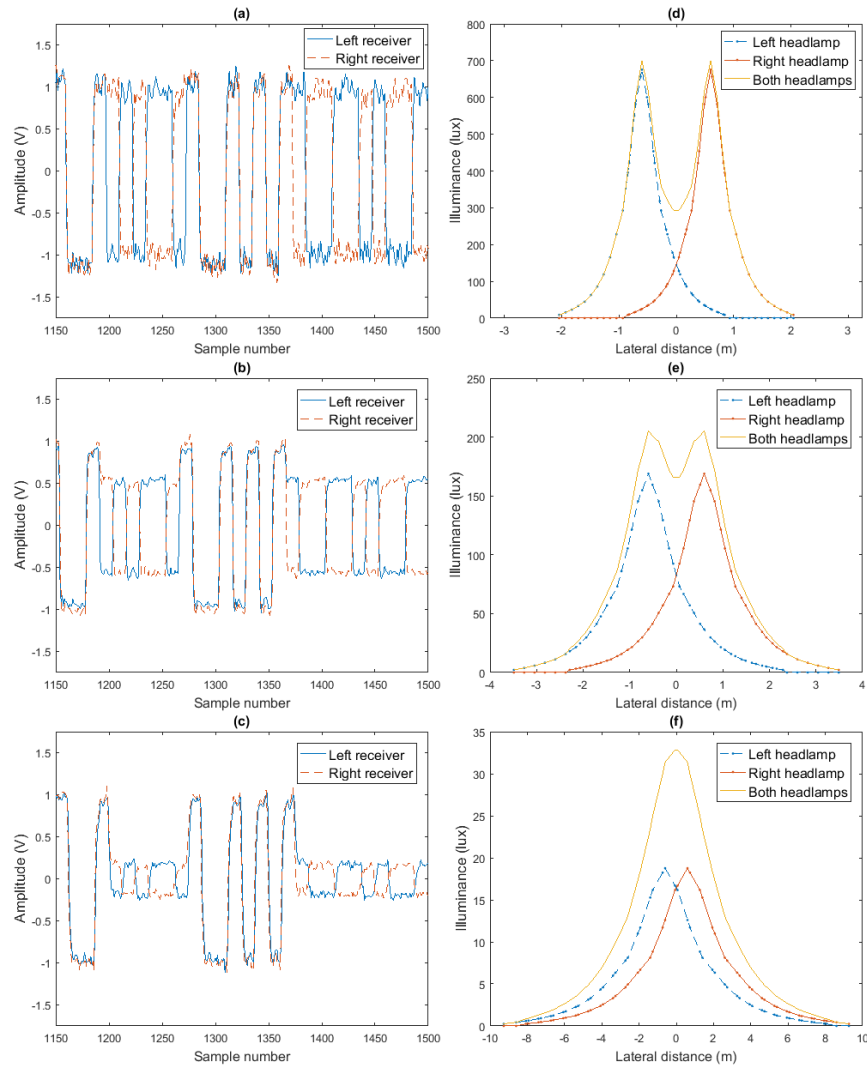 (a)
Left receiver
Right receiver
Amplitude (V)
1.5
1
0.5
0
-0.5
-1
-1.5
1150 1200 1250 1300 1350 1400 1450 1500
Sample number
(d)
Left headlamp
Right headlamp
Both headlamps
Illuminance (lux)
800
700
600
500
400
300
200
100
0
-3 -2 -1 0 1 2 3
Lateral distance (m)
(b)
Left receiver
Right receiver
Amplitude (V)
1.5
1
0.5
0
-0.5
-1
-1.5
1150 1200 1250 1300 1350 1400 1450 1500
Sample number
(e)
Left headlamp
Right headlamp
Both headlamps
Illuminance (lux)
250
200
150
100
50
0
-4 -3 -2 -1 0 1 2 3 4
Lateral distance (m)
(c)
Left receiver
Right receiver
Amplitude (V)
1.5
1
0.5
0
-0.5
-1
-1.5
1150 1200 1250 1300 1350 1400 1450 1500
Sample number
(f)
Left headlamp
Right headlamp
Both headlamps
Illuminance (lux)
35
30
25
20
15
10
5
0
-10 -8 -6 -4 -2 0 2 4 6 8 10
Lateral distance (m)